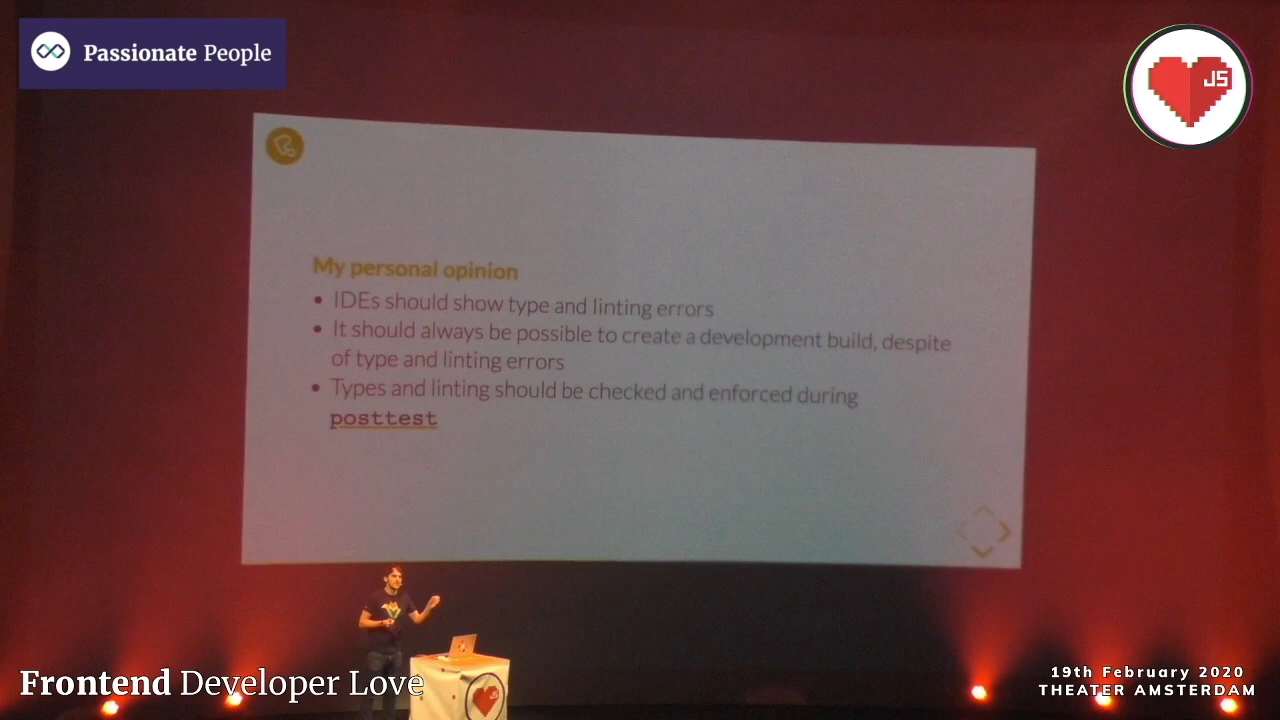 Passionate People
JS
My personal opinion
• IDEs should show type and linting errors
• It should always be possible to create a development build, despite
of type and linting errors
• Types and linting should be checked and enforced during
posttest
JS
Frontend Developer Love
19th February 2020
THEATER AMSTERDAM